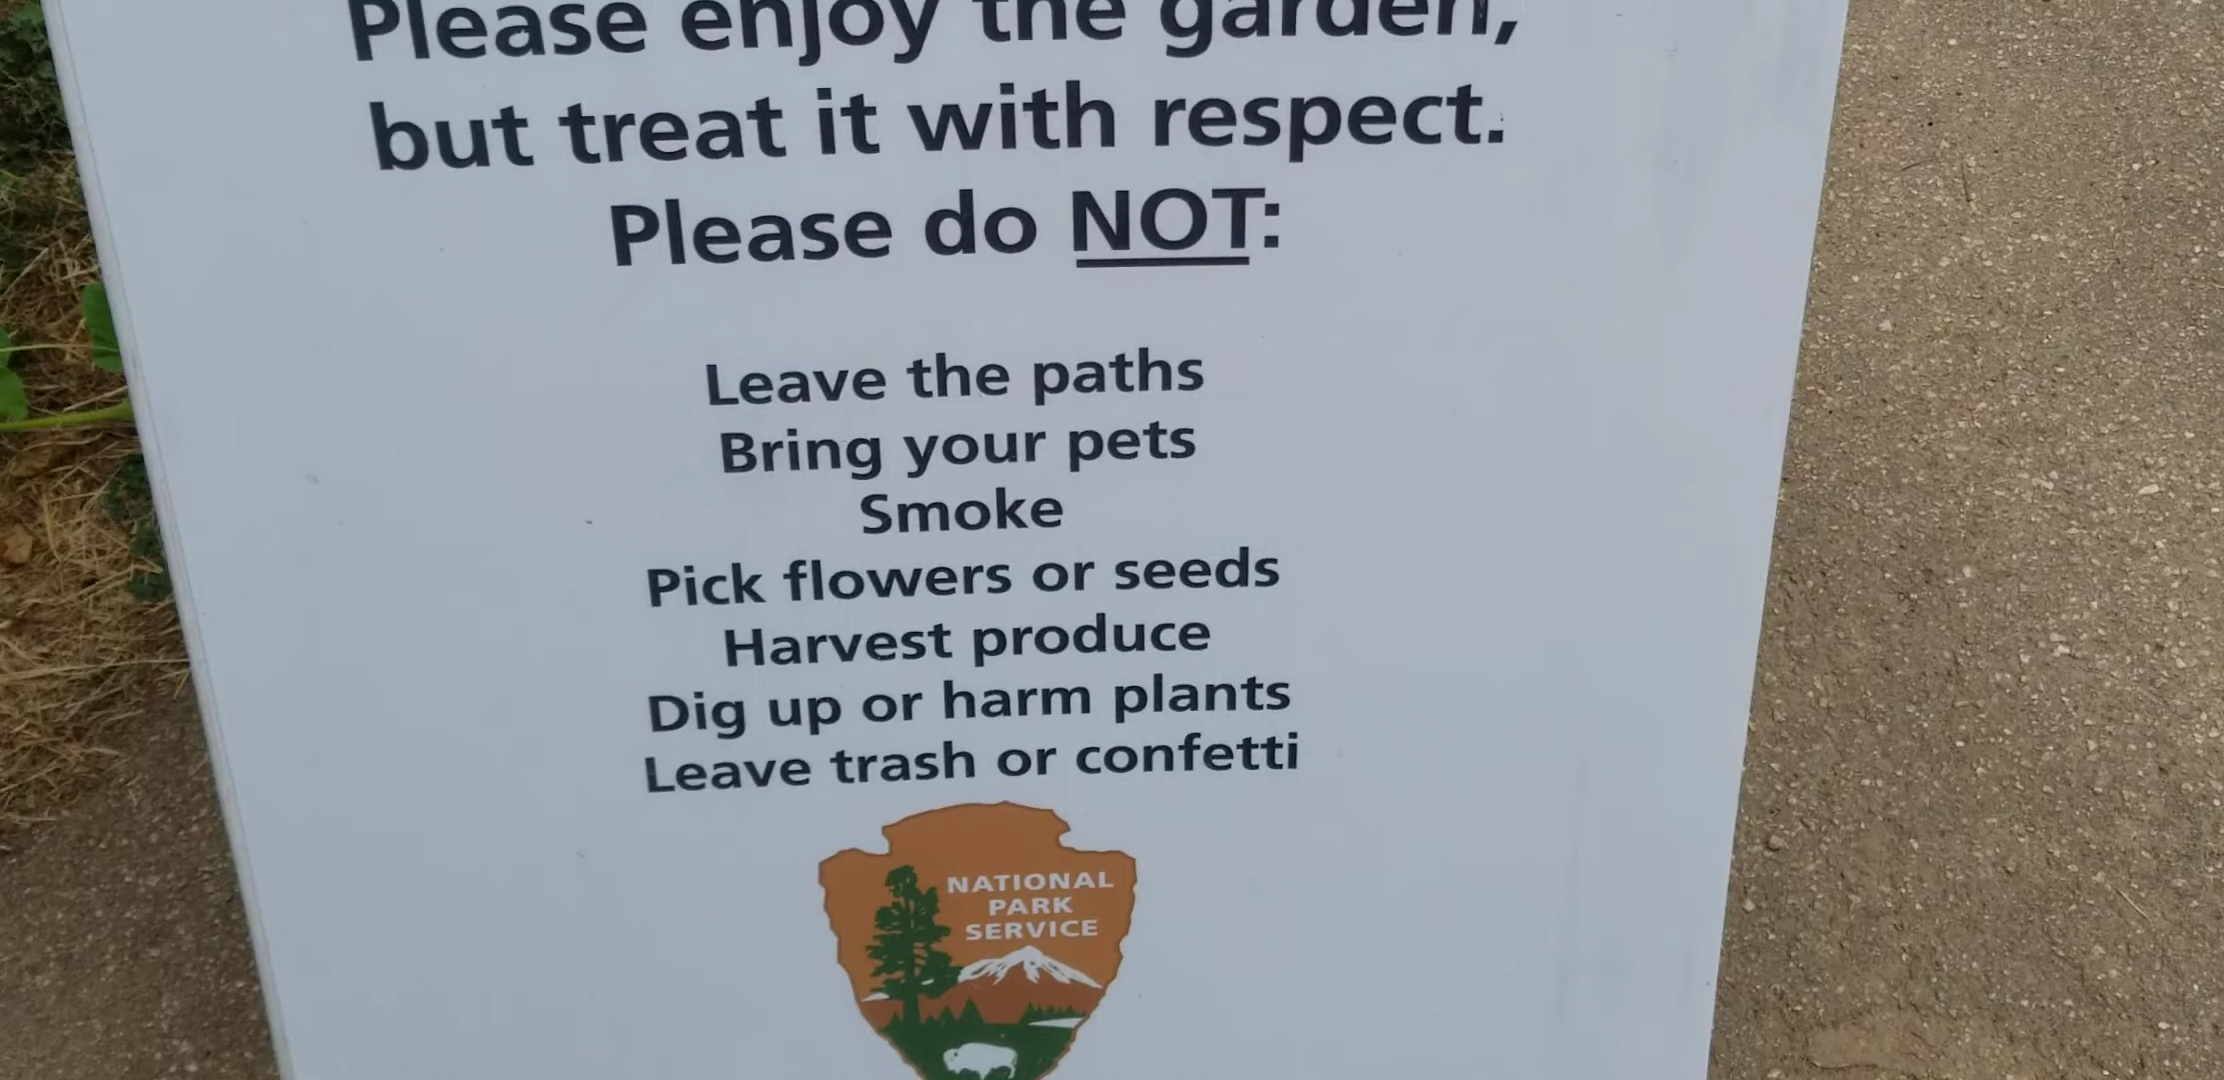 Please enjoy the garden,
but treat it with respect.
Please do NOT:
Leave the paths
Bring your pets
Smoke
Pick flowers or seeds
Harvest produce
Dig up or harm plants
Leave trash or confetti
NATIONAL
PARK
SERVICE